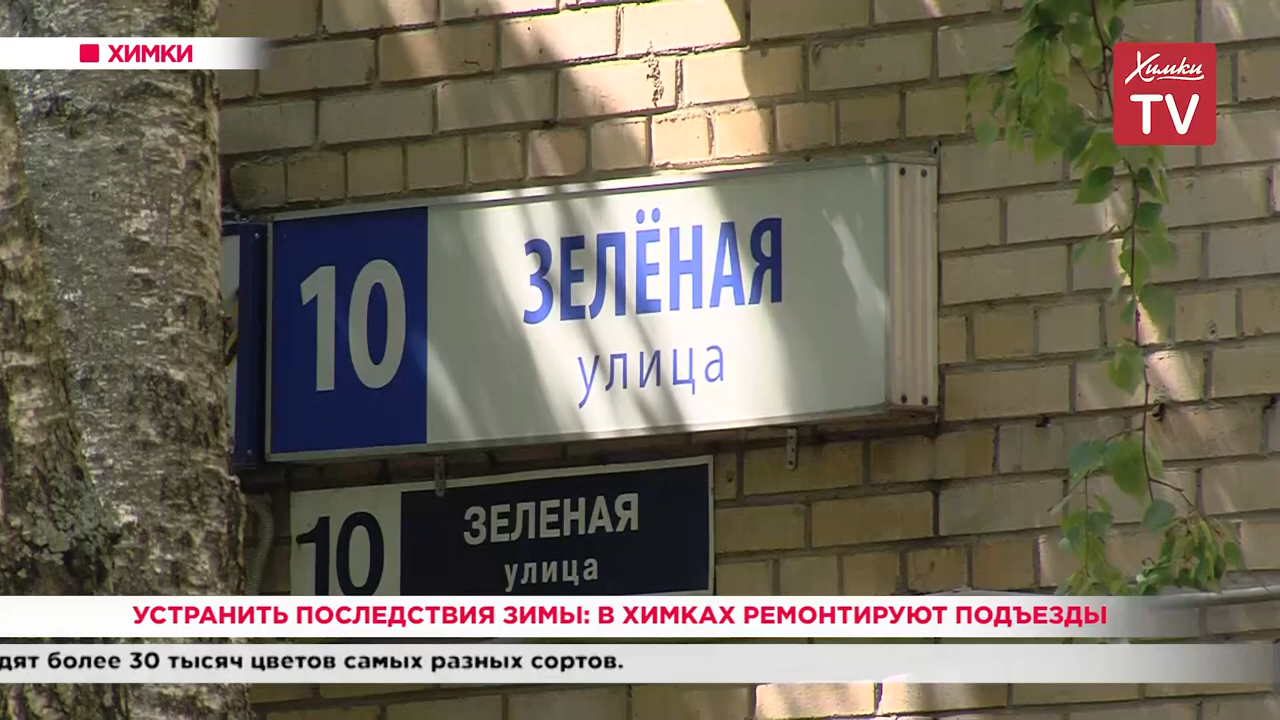 ХИМКИ
Химки
TV
10
ЗЕЛЁНАЯ
улица
10
ЗЕЛЕНАЯ
улица
УСТРАНИТЬ ПОСЛЕДСТВИЯ ЗИМЫ: В ХИМКАХ РЕМОНТИРУЮТ ПОДЪЕЗДЫ
более 30 тысяч цветов самых разных сортов.